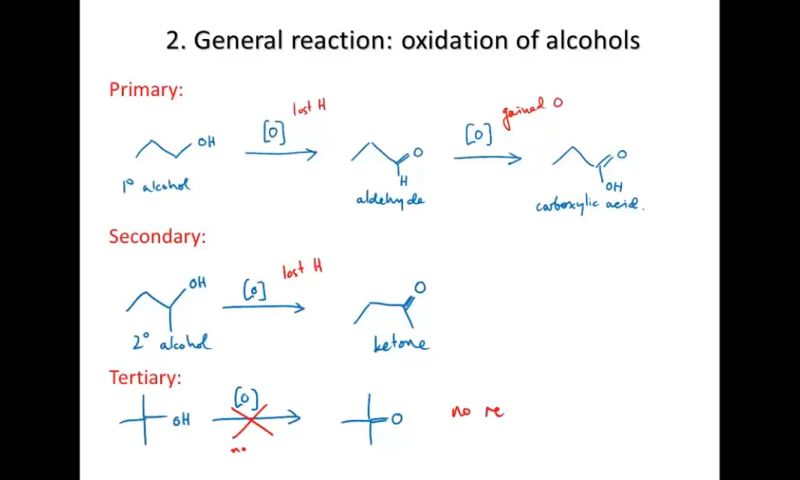 2. General reaction: oxidation of alcohols
Primary:
lost H
gained O
[O]
[O]
OH
O
O
H
OH
1° alcohol
aldehyde
carboxylic acid.
Secondary:
lost H
OH
[O]
O
2° alcohol
ketone
Tertiary:
[O]
OH
O
no re
no